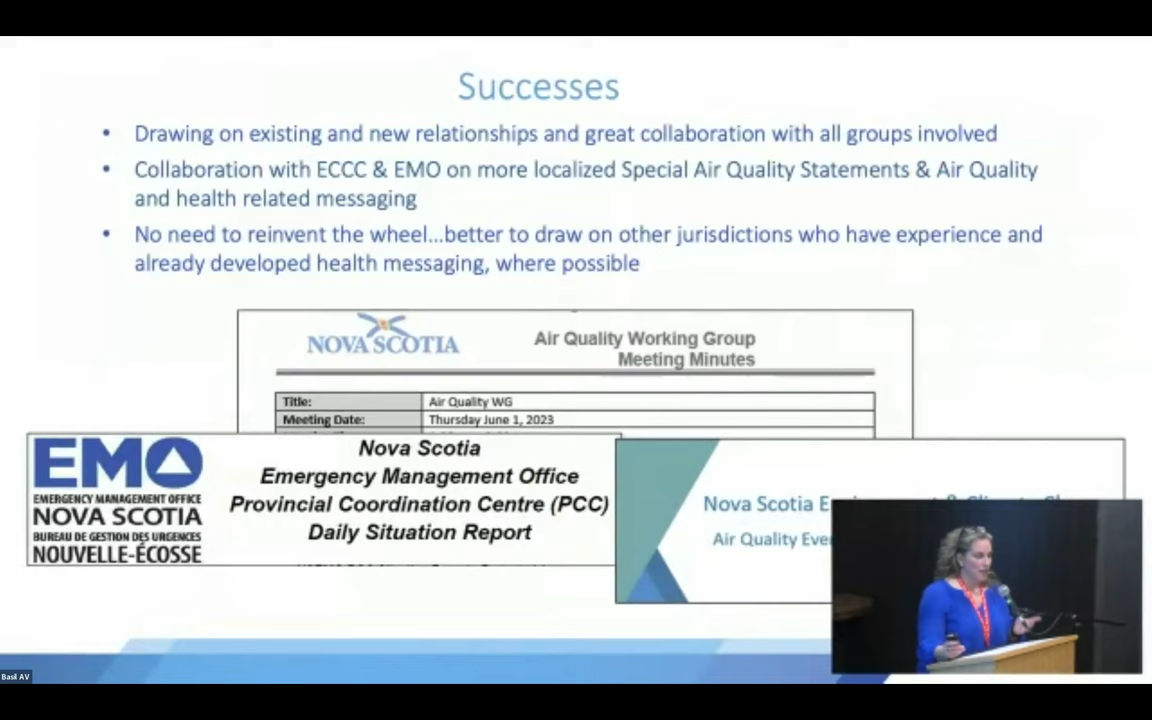 Successes
• Drawing on existing and new relationships and great collaboration with all groups involved
• Collaboration with ECCC & EMO on more localized Special Air Quality Statements & Air Quality
and health related messaging
• No need to reinvent the wheel...better to draw on other jurisdictions who have experience and
already developed health messaging, where possible
NOVA SCOTIA
Air Quality Working Group
Meeting Minutes
Title: Air Quality WG
Meeting Date: Thursday June 1, 2023
EMO
EMERGENCY MANAGEMENT OFFICE
NOVA SCOTIA
BUREAU DE GESTION DES URGENCES
NOUVELLE-ÉCOSSE
Nova Scotia
Emergency Management Office
Provincial Coordination Centre (PCC)
Daily Situation Report
Nova Scotia
Air Quality
Basil AV